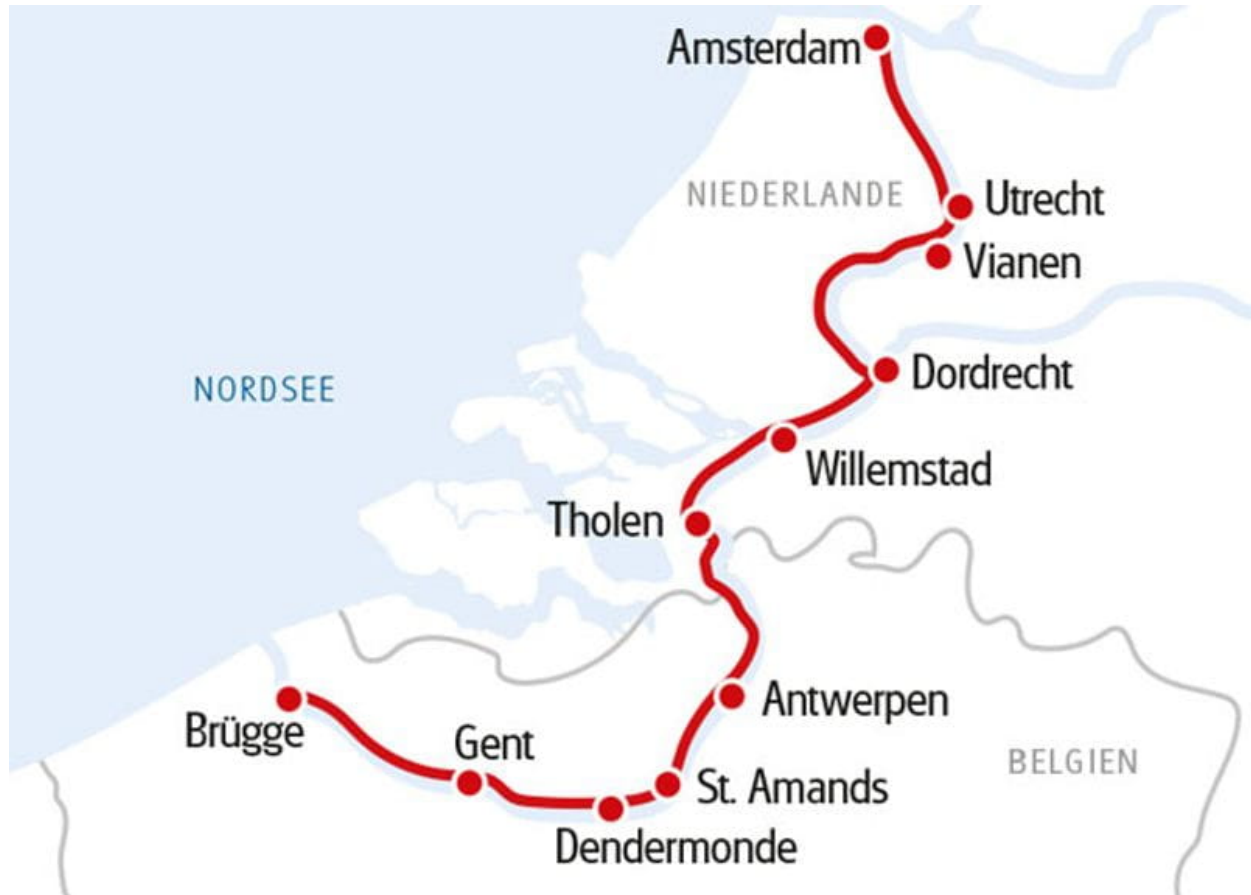 Amsterdam
NIEDERLANDE
Utrecht
Vianen
Dordrecht
NORDSEE
Willemstad
Tholen
Antwerpen
Brügge
Gent
BELGIEN
St. Amands
Dendermonde